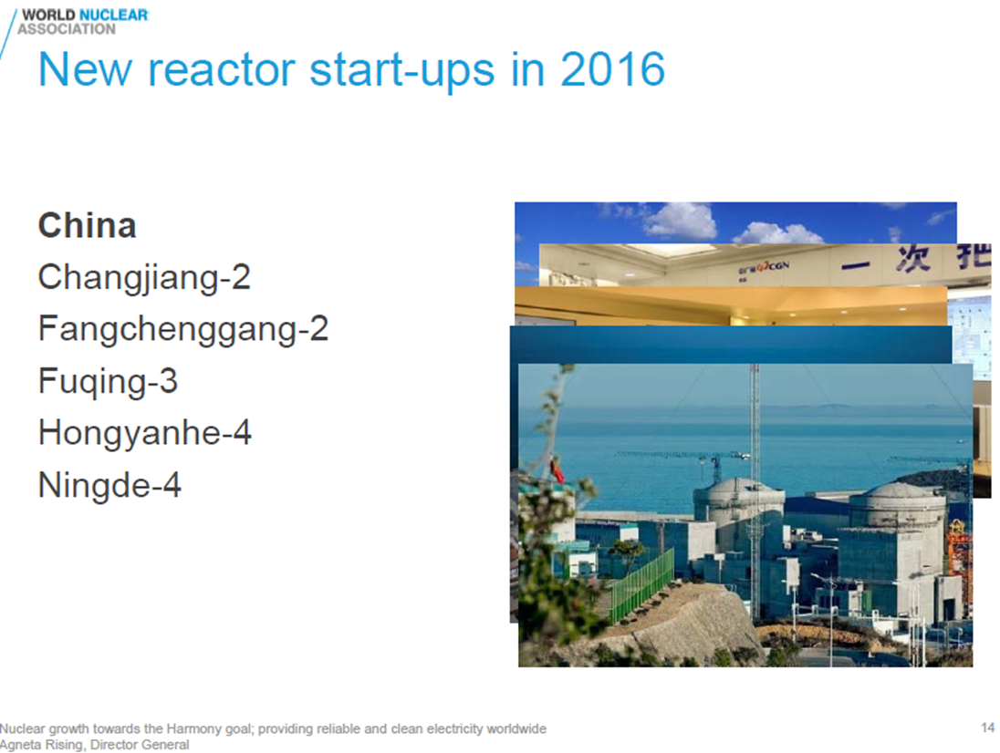 WORLD NUCLEAR
ASSOCIATION
New reactor start-ups in 2016
China
Changjiang-2
Fangchenggang-2
Fuqing-3
Hongyanhe-4
Ningde-4
CGN 一次把
Nuclear growth towards the Harmony goal; providing reliable and clean electricity worldwide
14
Agneta Rising, Director General